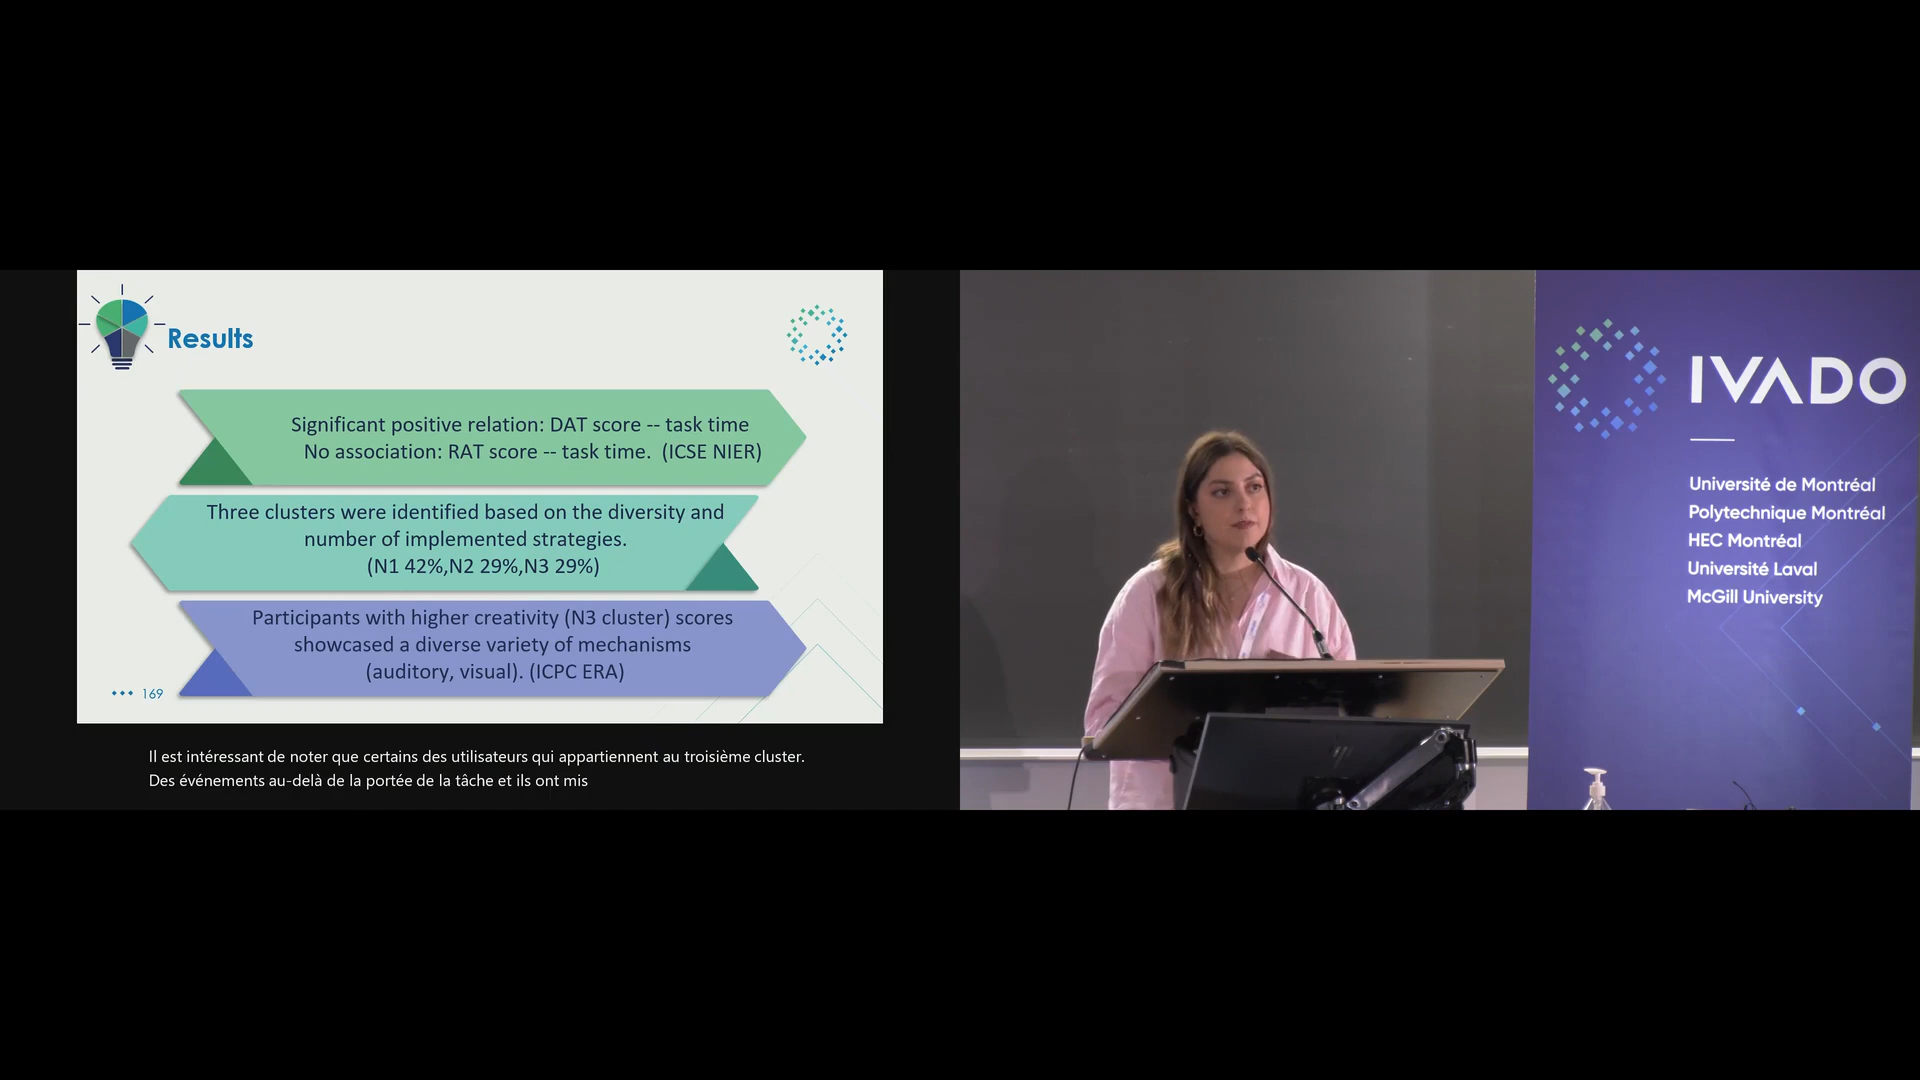 Results
Significant positive relation: DAT score -- task time
No association: RAT score -- task time. (ICSE NIER)
Three clusters were identified based on the diversity and
number of implemented strategies.
(N1 42%,N2 29%,N3 29%)
Participants with higher creativity (N3 cluster) scores
showcased a diverse variety of mechanisms
(auditory, visual). (ICPC ERA)
169
Il est intéressant de noter que certains des utilisateurs qui appartiennent au troisième cluster.
Des événements au-delà de la portée de la tâche et ils ont mis
IVADO
Université de Montréal
Polytechnique Montréal
HEC Montréal
Université Laval
McGill University